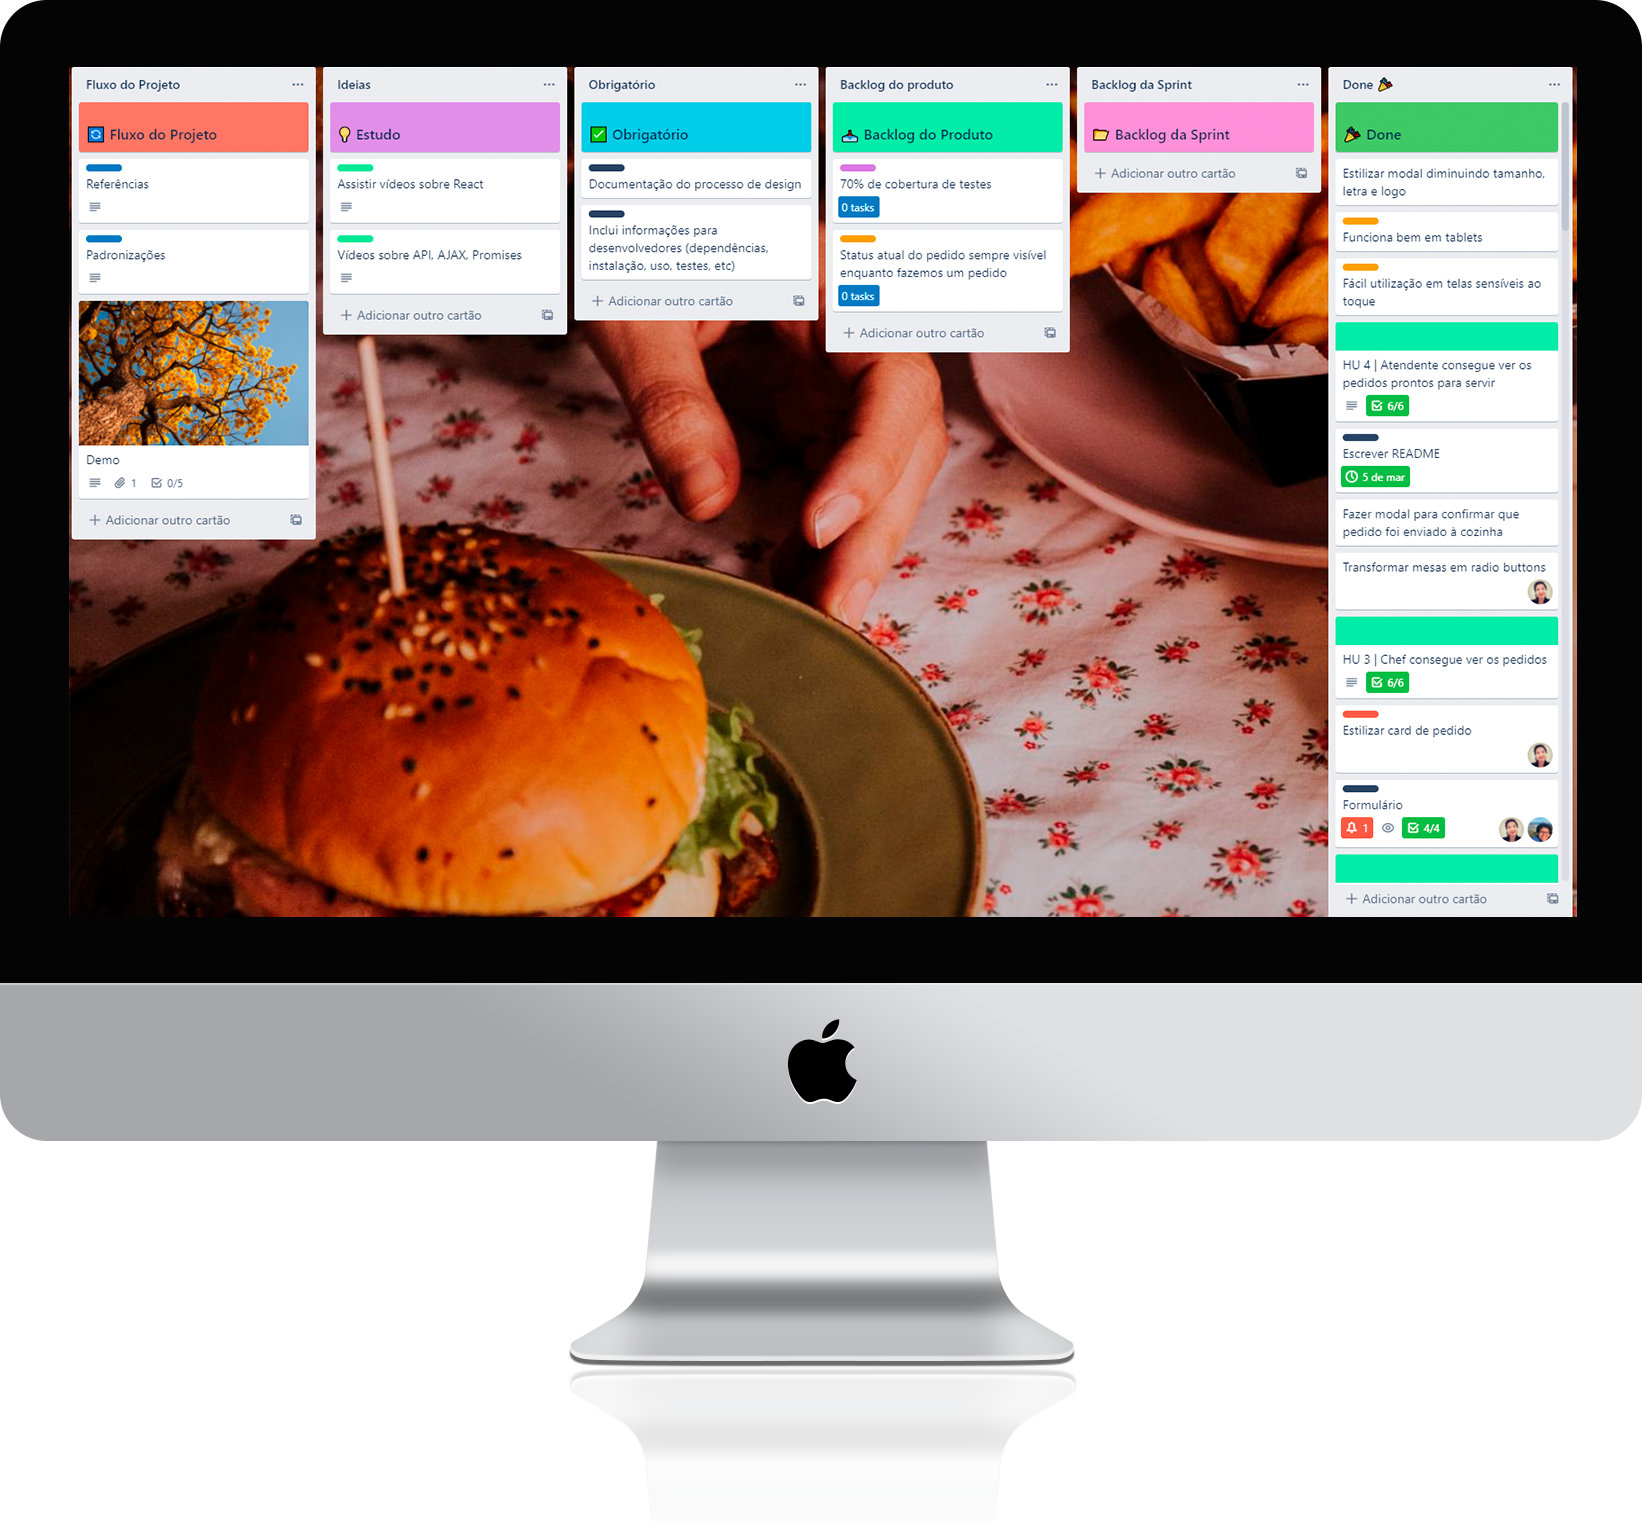 Fluxo do Projeto
Fluxo do Projeto
Referências
Padronizações
Demo
1
0/5
Adicionar outro cartão
Ideias
Estudo
Assistir vídeos sobre React
Vídeos sobre API, AJAX, Promises
Adicionar outro cartão
Obrigatório
Obrigatório
Documentação do processo de design
Inclui informações para
desenvolvedores (dependências,
instalação, uso, testes, etc)
Adicionar outro cartão
Backlog do produto
Backlog do Produto
70% de cobertura de testes
0 tasks
Status atual do pedido sempre visível
enquanto fazemos um pedido
0 tasks
Adicionar outro cartão
Backlog da Sprint
Backlog da Sprint
Adicionar outro cartão
Done
Done
Estilizar modal diminuindo tamanho,
letra e logo
Funciona bem em tablets
Fácil utilização em telas sensíveis ao
toque
HU 4 | Atendente consegue ver os
pedidos prontos para servir
6/6
Escrever README
5 de mar
Fazer modal para confirmar que
pedido foi enviado à cozinha
Transformar mesas em radio buttons
HU 3 | Chef consegue ver os pedidos
6/6
Estilizar card de pedido
Formulário
1
4/4
Adicionar outro cartão